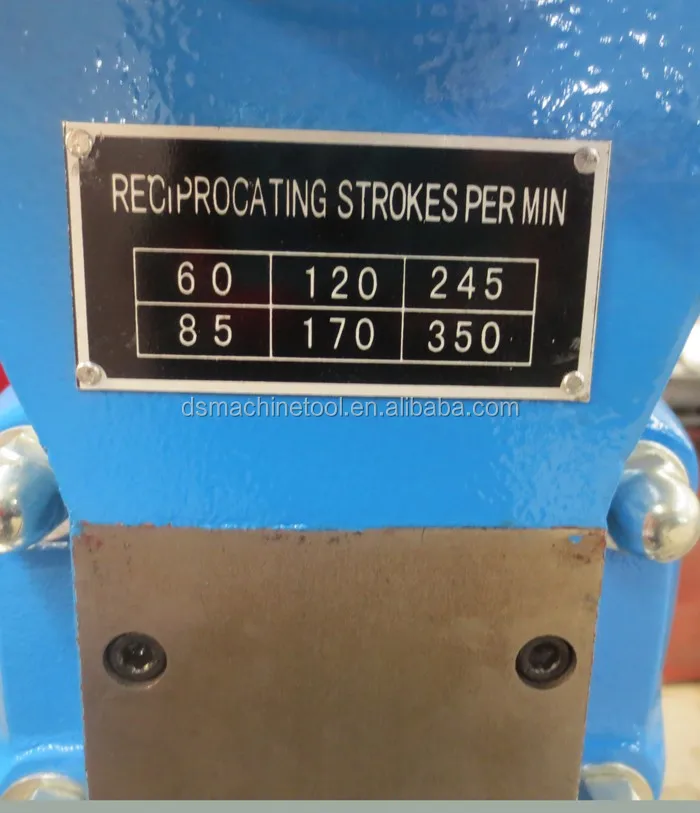 RECIPROCATING STROKES PER MIN
60 120 245
85 170 350
dsmachinetool.en.alibaba.com